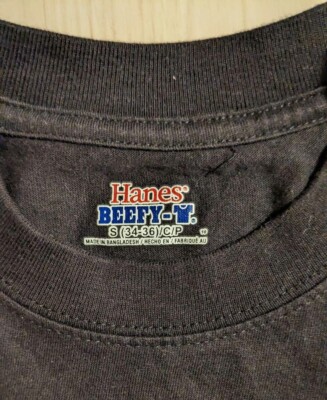 Hanes®
BEEFY-T®
S (34-36)/C/P
MADE IN BANGLADESH / HECHO EN / FABRIQUÉ AU